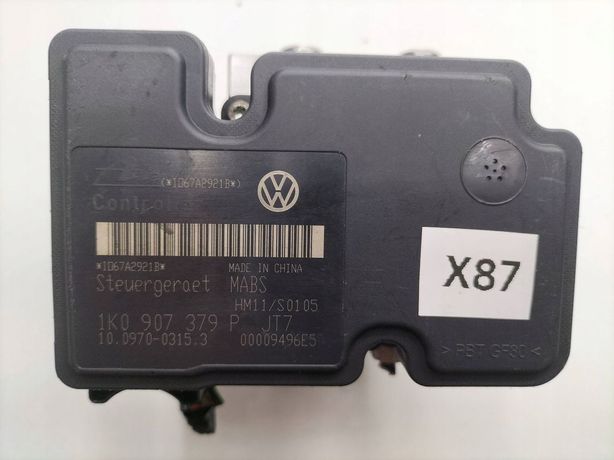 (*1D67A2921B*)
*1D67A2921B*
MADE IN CHINA
Steuergeraet MABS
HM11/S0105
1K0 907 379 P JT7
10.0970-0315.3 00009496E5
X87
>PBT GF30<